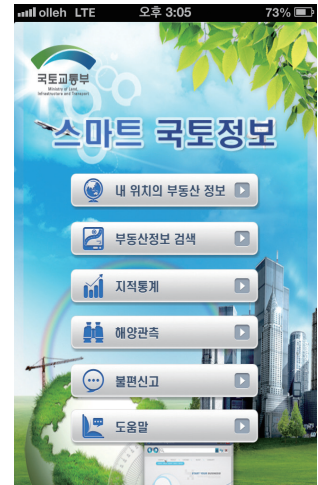 olleh LTE 오후 3:05 73%
국토교통부
Ministry of Land,
Infrastructure and Transport
스마트 국토정보
내 위치의 부동산 정보
부동산정보 검색
지적통계
해양관측
불편신고
도움말